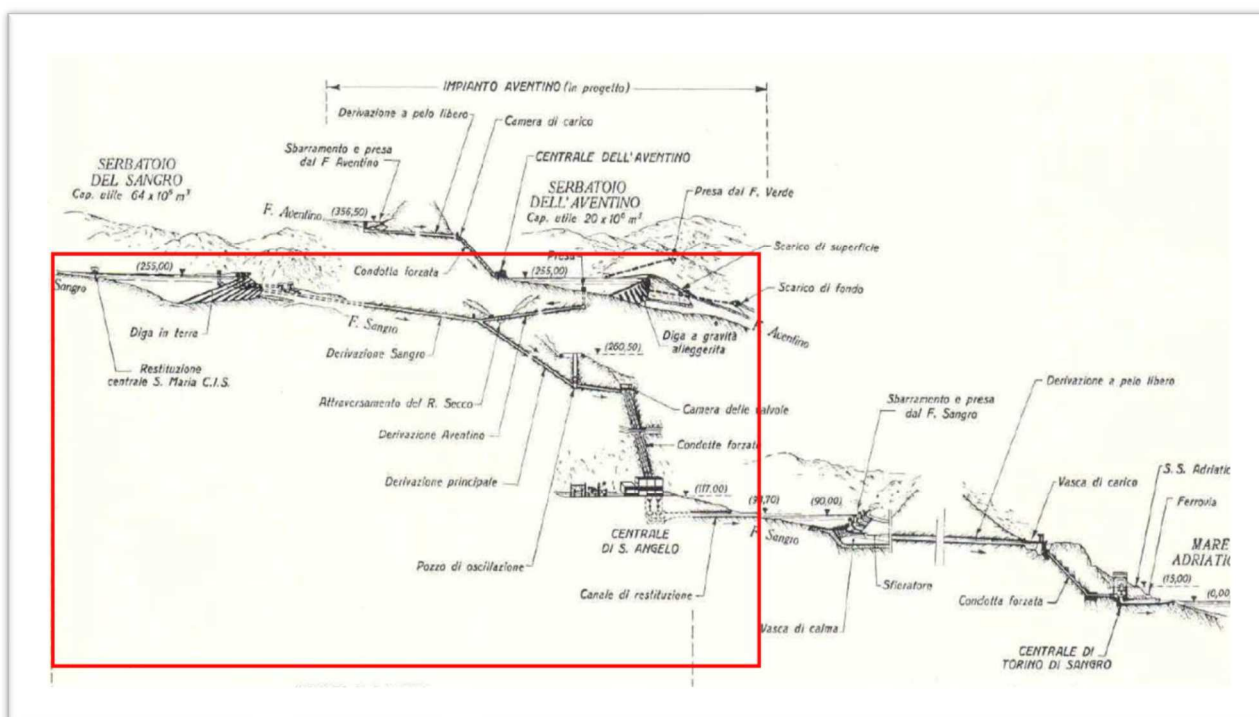 IMPIANTO AVENTINO (in progetto)
Derivazione a pelo libero
Camera di carico
Sbarramento e presa
dal F Aventino
CENTRALE DELL'AVENTINO
SERBATOIO
DEL SANGRO
Cap. utile 64 x 10⁶ m³
SERBATOIO
DELL'AVENTINO
Cap. utile 20 x 10⁶ m³
Presa dal F. Verde
F. Aventino
(356,50)
Scarico di superficie
Condotta forzata
Presa
(255,00)
(255,00)
Sangro
Scarico di fondo
Diga in terra
F. Sangro
Diga a gravità
alleggerita
F. Aventino
Derivazione Sangro
(260,50)
Restituzione
centrale S. Maria C.I.S.
Derivazione a pelo libero
Attraversamento del R. Secco
Camera delle valvole
Sbarramento e presa
dal F. Sangro
Derivazione Aventino
Condotte forzate
S.S. Adriatic
Vasca di carico
Ferrovia
Derivazione principale
(117,00)
(90,00)
F. Sangro
CENTRALE
DI S. ANGELO
MARE
ADRIATIC
Pozzo di oscillazione
Sfioratore
(15,00)
(0,00
Canale di restituzione
Condotta forzata
Vasca di calma
CENTRALE DI
TORINO DI SANGRO